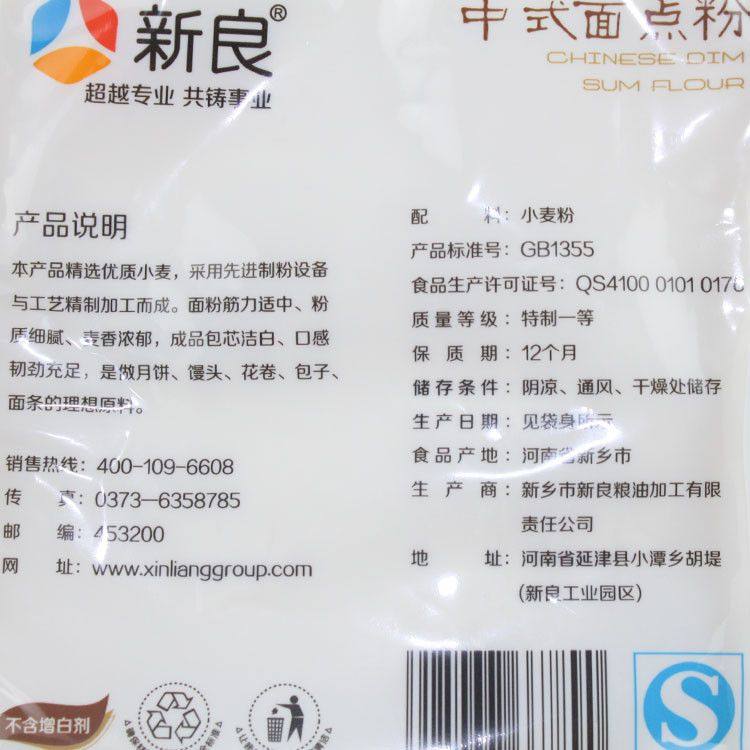 新良®
超越专业 共铸事业
中式面点粉
CHINESE DIM
SUM FLOUR
产品说明
本产品精选优质小麦，采用先进制粉设备
与工艺精制加工而成。面粉筋力适中、粉
质细腻、麦香浓郁，成品包芯洁白、口感
韧劲充足，是做月饼、馒头、花卷、包子、
面条的理想原料。
销售热线：400-109-6608
传 真：0373-6358785
邮 编：453200
网 址：www.xinlianggroup.com
配 料：小麦粉
产品标准号：GB1355
食品生产许可证号：QS4100 0101 0176
质量等级：特制一等
保 质 期：12个月
储存条件：阴凉、通风、干燥处储存
生产日期：见袋身所示
食品产地：河南省新乡市
生 产 商：新乡市新良粮油加工有限
责任公司
地 址：河南省延津县小潭乡胡堤
(新良工业园区)
不含增白剂